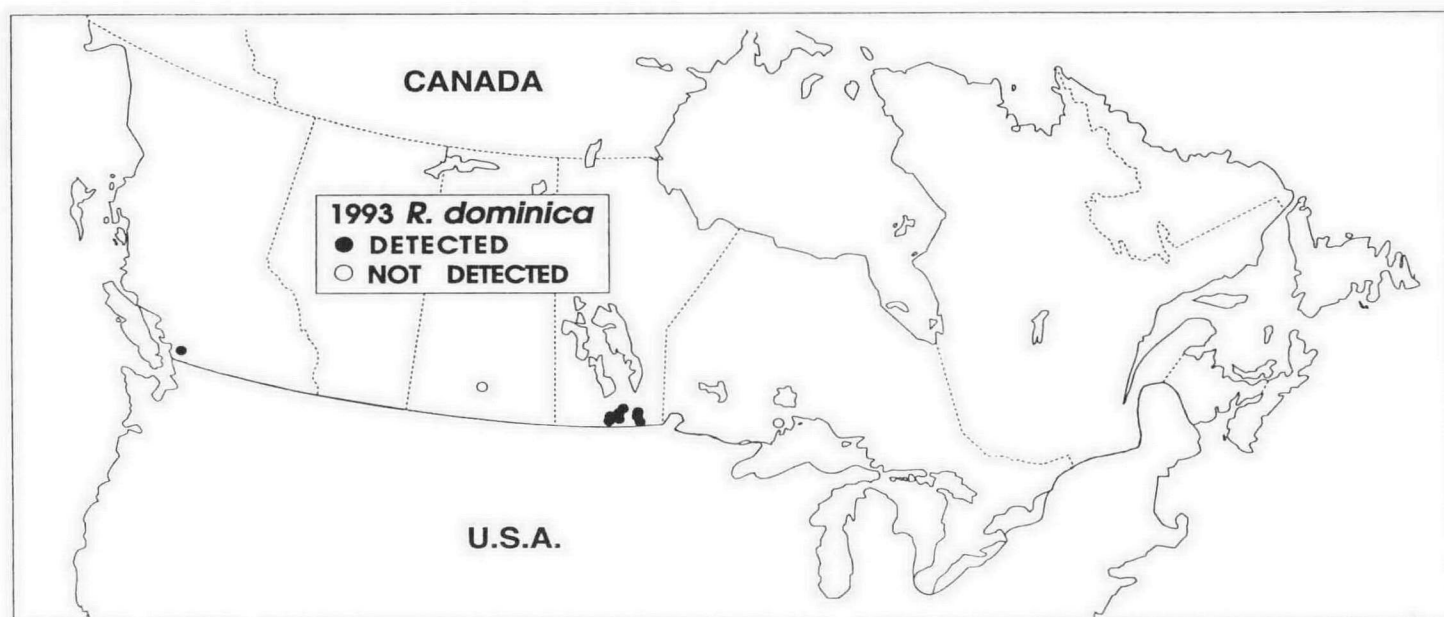 CANADA
1993 R. dominica
DETECTED
NOT DETECTED
U.S.A.